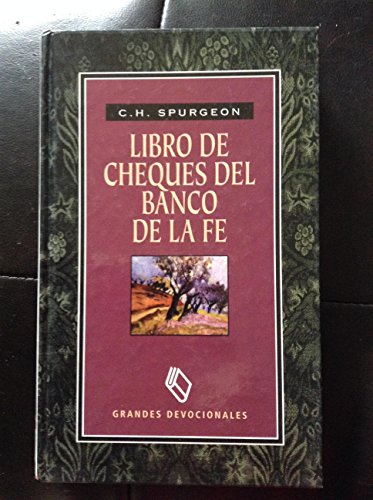 C.H. SPURGEON
LIBRO DE
CHEQUES DEL
BANCO
DE LA FE
GRANDES DEVOCIONALES